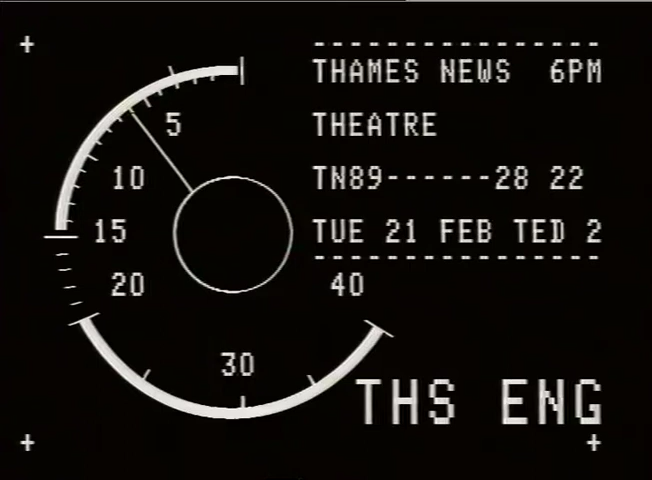 THAMES NEWS 6PM
THEATRE
TN89------28 22
TUE 21 FEB TED 2
5
10
15
20
30
40
THS ENG